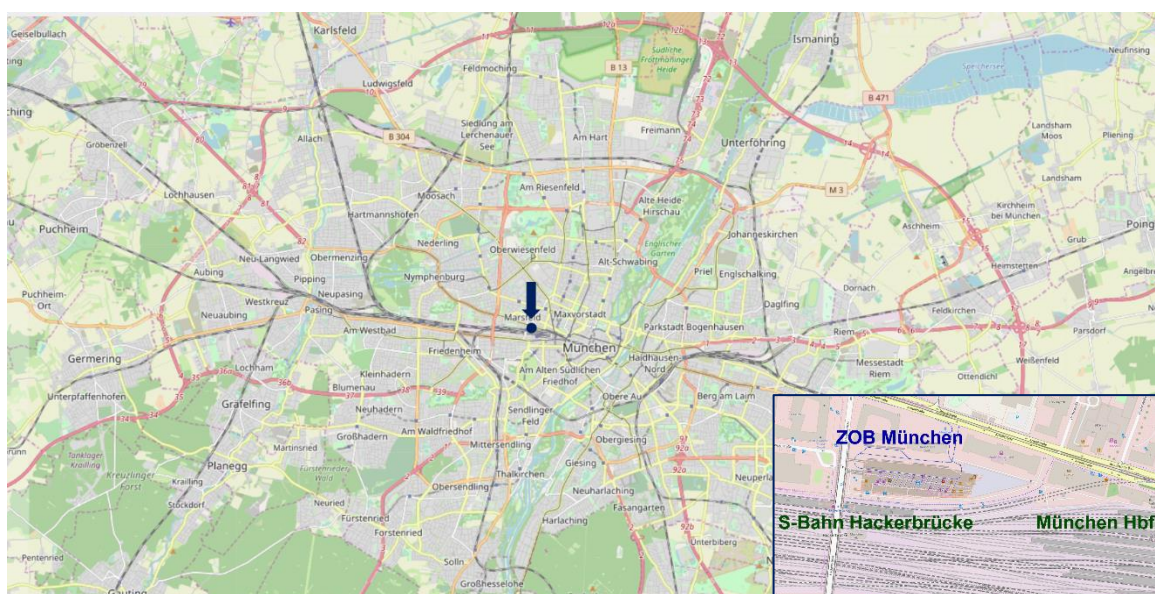 Geiselbullach
Karlsfeld
Feldmoching
Ludwigsfeld
B 304
Allach
Gröbenzell
Siedlung am
Lerchenauer
See
Am Hart
B 13
Südliche
Fröttmaninger
Heide
Freimann
Ismaning
Speichersee
Neufinsing
B 471
Landsham
Moos
Pliening
Landsham
Unterföhring
M 3
Kirchheim
bei München
Aschheim
Grub
Poing
Heimstetten
Lochhausen
Puchheim
Moosach
Hartmannshofen
Am Riesenfeld
Alte Heide-
Hirschau
Johanneskirchen
Englischer
Garten
Nederling
Oberwiesenfeld
Alt-Schwabing
Priel
Englschalking
Neu-Langwied
Obermenzing
Aubing
Pipping
Nymphenburg
Puchheim-
Ort
Westkreuz
Neupasing
Pasing
Neuaubing
Am Westbad
Marsfeld
Maxvorstadt
Parkstadt Bogenhausen
Daglfing
Dornach
Riem
Feldkirchen
Parsdorf
Weißenfeld
Messestadt
Riem
Ottendichl
Germering
Friedenheim
München
Haidhausen-
Nord
Lochham
Kleinhadern
Blumenau
Am Alten Südlichen
Friedhof
Unterpfaffenhofen
Gräfelfing
Neuhadern
Sendlinger
Feld
Obere Au
Berg am Laim
Großhadern
Am Waldfriedhof
Mittersendling
Obergiesing
Martinsried
Tanklager
Krailling
Kreuzlinger
Forst
Planegg
Krailling
Stockdorf
Fürstenrieder
Wald
Thalkirchen
Giesing
Neuried
Obersendling
Neuharlaching
Fürstenried
Fasangarten
Harlaching
Forstenried
Unterbiberg
Pentenried
Gauting
Solln
Großhesselohe
ZOB München
S-Bahn Hackerbrücke
München Hbf